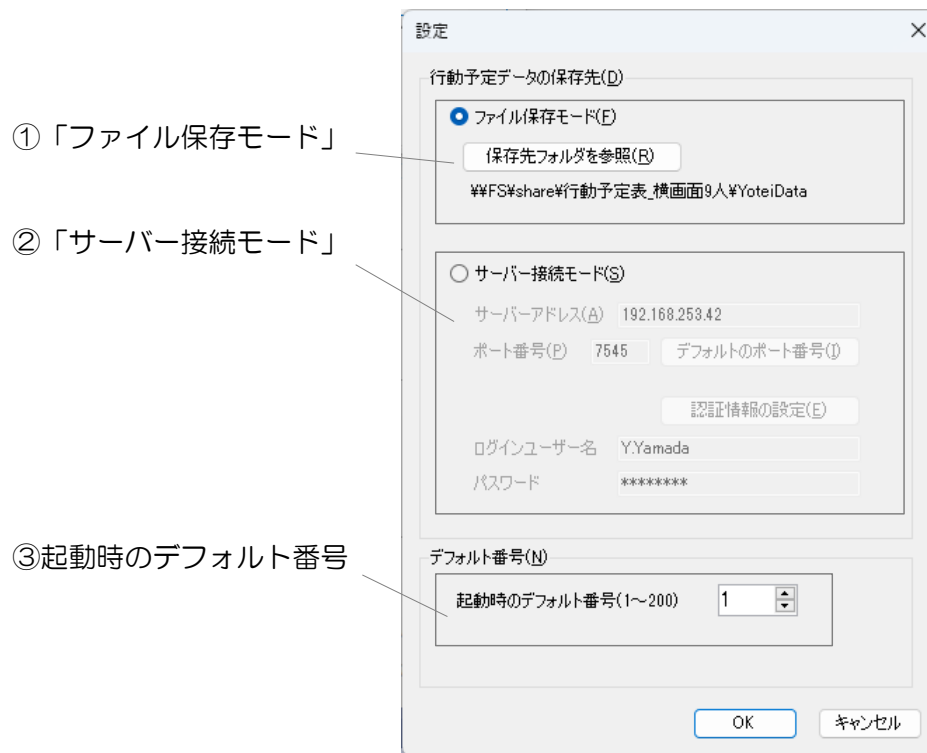 設定
行動予定データの保存先(D)
ファイル保存モード(F)
①「ファイル保存モード」
保存先フォルダを参照(R)
¥¥FS¥share¥行動予定表_横画面9人¥YoteiData
②「サーバー接続モード」
サーバー接続モード(S)
サーバーアドレス(A) 192.168.253.42
ポート番号(P) 7545 デフォルトのポート番号(I)
認証情報の設定(E)
ログインユーザー名 Y.Yamada
パスワード ********
③起動時のデフォルト番号
デフォルト番号(N)
起動時のデフォルト番号(1～200) 1
OK キャンセル